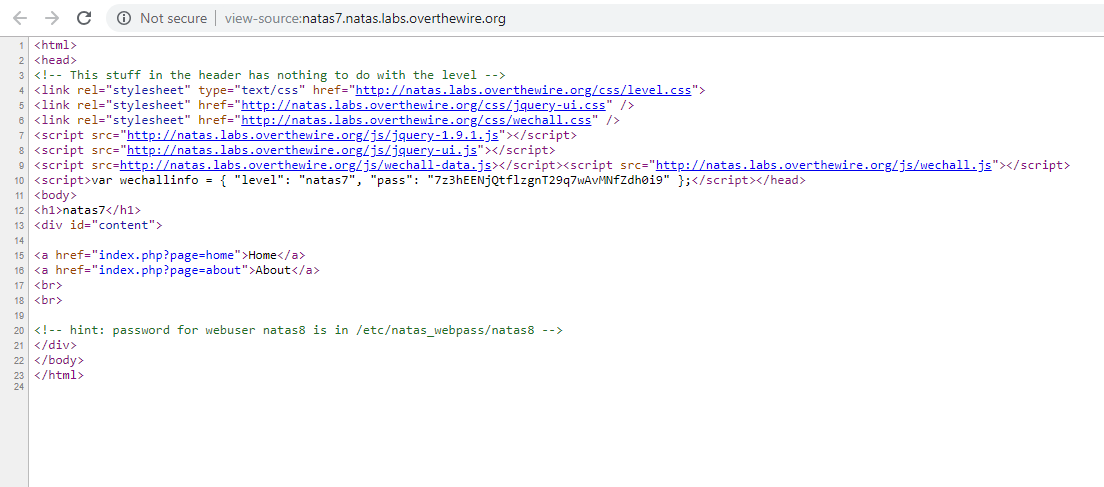 Not secure | view-source:natas7.natas.labs.overthewire.org
1 <html>
2 <head>
3 <!-- This stuff in the header has nothing to do with the level -->
4 <link rel="stylesheet" type="text/css" href="http://natas.labs.overthewire.org/css/level.css">
5 <link rel="stylesheet" href="http://natas.labs.overthewire.org/css/jquery-ui.css" />
6 <link rel="stylesheet" href="http://natas.labs.overthewire.org/css/wechall.css" />
7 <script src="http://natas.labs.overthewire.org/js/jquery-1.9.1.js"></script>
8 <script src="http://natas.labs.overthewire.org/js/jquery-ui.js"></script>
9 <script src=http://natas.labs.overthewire.org/js/wechall-data.js></script><script src="http://natas.labs.overthewire.org/js/wechall.js"></script>
10 <script>var wechallinfo = { "level": "natas7", "pass": "7z3hEENjQtflzgnT29q7wAvMNfZdh0i9" };</script></head>
11 <body>
12 <h1>natas7</h1>
13 <div id="content">
14
15 <a href="index.php?page=home">Home</a>
16 <a href="index.php?page=about">About</a>
17 <br>
18 <br>
19
20 <!-- hint: password for webuser natas8 is in /etc/natas_webpass/natas8 -->
21 </div>
22 </body>
23 </html>
24